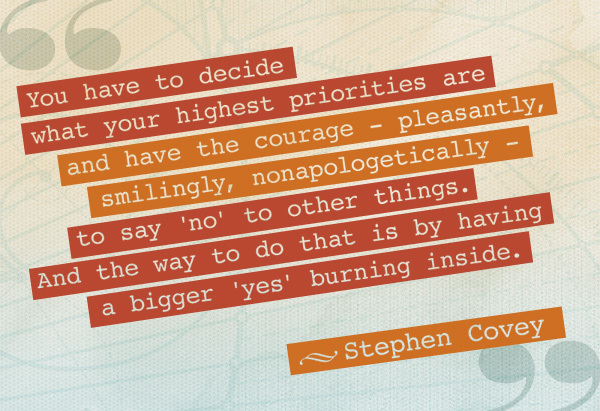 You have to decide
what your highest priorities are
and have the courage – pleasantly,
smilingly, nonapologetically –
to say 'no' to other things.
And the way to do that is by having
a bigger 'yes' burning inside.
Stephen Covey